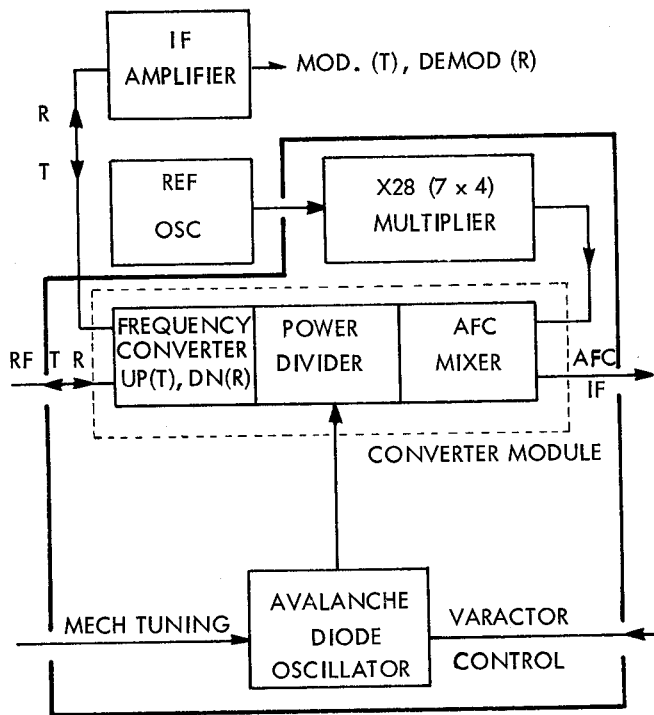 IF
AMPLIFIER
MOD. (T), DEMOD (R)
R
T
REF
OSC
X28 (7 x 4)
MULTIPLIER
FREQUENCY
CONVERTER
UP(T), DN(R)
POWER
DIVIDER
AFC
MIXER
RF T R
AFC
IF
CONVERTER MODULE
MECH TUNING
AVALANCHE
DIODE
OSCILLATOR
VARACTOR
CONTROL